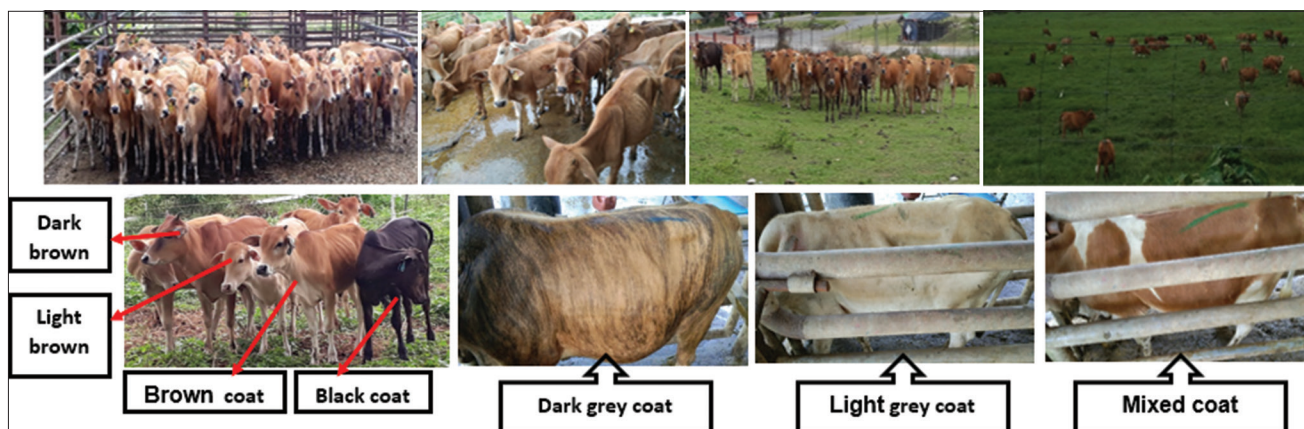 Dark
brown
Light
brown
Brown coat
Black coat
Dark grey coat
Light grey coat
Mixed coat